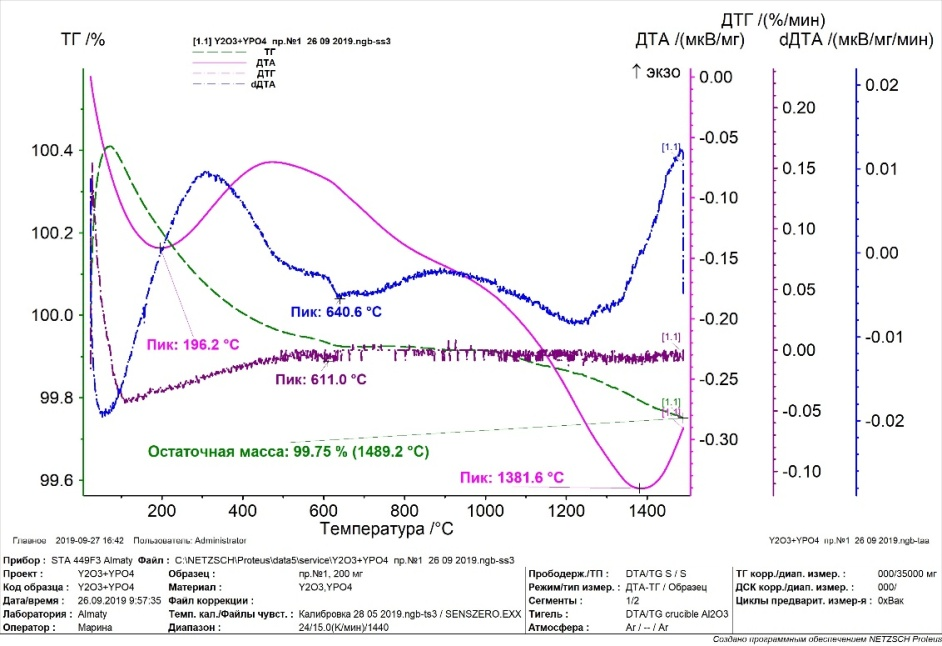 ДТГ /(%/мин)
ТГ /%
ДТА /(мкВ/мг)
dДТА /(мкВ/мг/мин)
[1.1] Y2O3+YPO4 пр.№1 26 09 2019.ngb-ss3
ТГ
ДТА
ДТГ
dДТА
↑ экзо
100.4
100.2
100.0
99.8
99.6
0.00
-0.05
-0.10
-0.15
-0.20
-0.25
-0.30
0.20
0.15
0.10
0.05
0.00
-0.05
-0.10
0.02
0.01
0.00
-0.01
-0.02
[1.1]
[1.1]
[1.1]
[1.1]
Пик: 640.6 °C
Пик: 196.2 °C
Пик: 611.0 °C
Остаточная масса: 99.75 % (1489.2 °C)
Пик: 1381.6 °C
200 400 600 800 1000 1200 1400
Температура /°C
Главное 2019-09-27 16:42 Пользователь: Administrator
Y2O3+YPO4 пр.№1 26 09 2019.ngb-taa
Прибор : STA 449F3 Almaty Файл : C:\NETZSCH\Proteus\data5\service\Y2O3+YPO4 пр.№1 26 09 2019.ngb-ss3
Проект : Y2O3+YPO4 Образец : пр.№1, 200 мг Прободерж./ТП : DTA/TG S / S ТГ корр./диап. измер. : 000/35000 мг
Код образца : Y2O3+YPO4 Материал : Y2O3,YPO4 Режим/тип измер. : ДТА-ТГ / Образец ДСК корр./диап. измер. : 000/
Дата/время : 26.09.2019 9:57:35 Файл коррекции : Сегменты : 1/2 Циклы предварит. измер-я : 0xВак
Лаборатория : Almaty Темп. кал./Файлы чувст. : Калибровка 28 05 2019.ngb-ts3 / SENSZERO.EXX Тигель : DTA/TG crucible Al2O3
Оператор : Марина Диапазон : 24/15.0(K/мин)/1440 Атмосфера : Ar / -- / Ar
Создано программным обеспечением NETZSCH Proteus